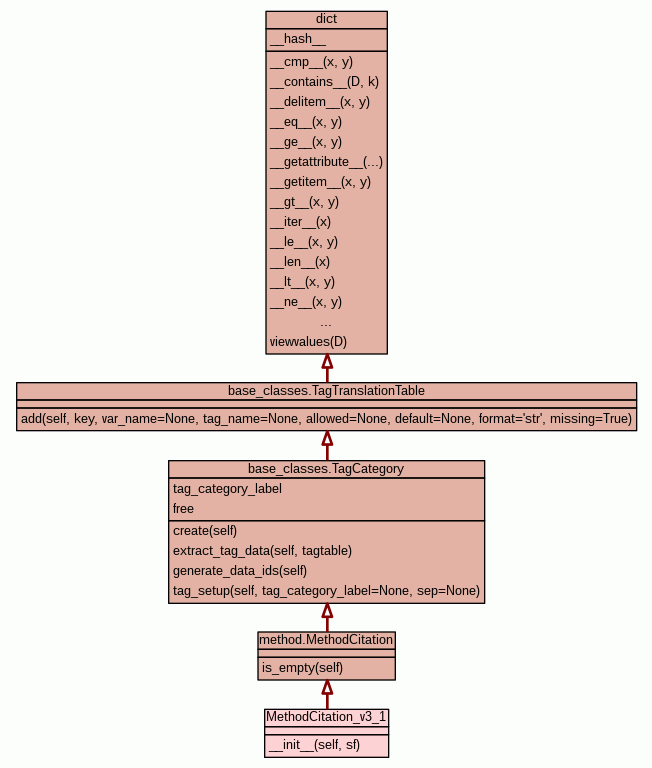 dict
__hash__
__cmp__(x, y)
__contains__(D, k)
__delitem__(x, y)
__eq__(x, y)
__ge__(x, y)
__getattribute__(...)
__getitem__(x, y)
__gt__(x, y)
__iter__(x)
__le__(x, y)
__len__(x)
__lt__(x, y)
__ne__(x, y)
...
viewvalues(D)
base_classes.TagTranslationTable
add(self, key, var_name=None, tag_name=None, allowed=None, default=None, format='str', missing=True)
base_classes.TagCategory
tag_category_label
free
create(self)
extract_tag_data(self, tagtable)
generate_data_ids(self)
tag_setup(self, tag_category_label=None, sep=None)
method.MethodCitation
is_empty(self)
MethodCitation_v3_1
__init__(self, sf)